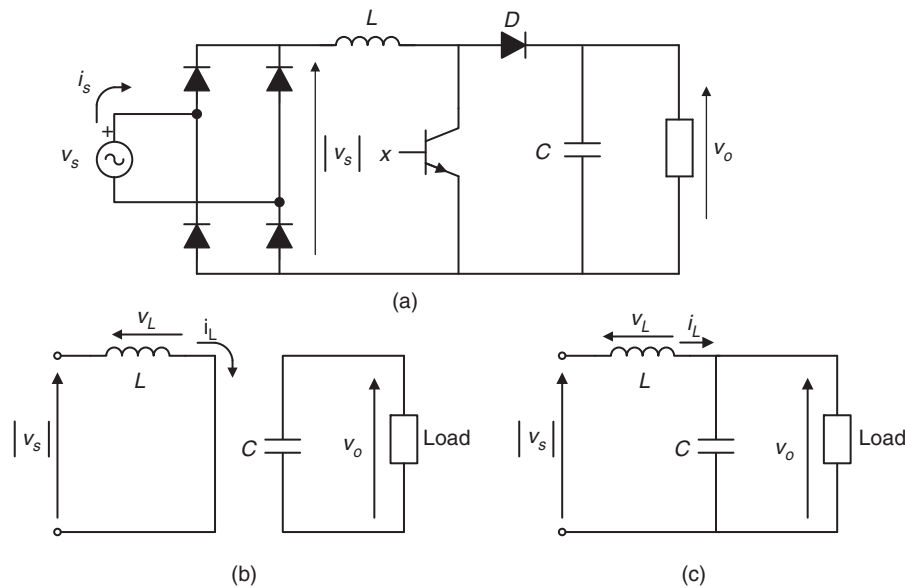 L
D
i_s
+
v_s
|v_s|
x
C
v_o
(a)
v_L
i_L
L
|v_s|
C
v_o
Load
(b)
v_L
i_L
L
|v_s|
C
v_o
Load
(c)